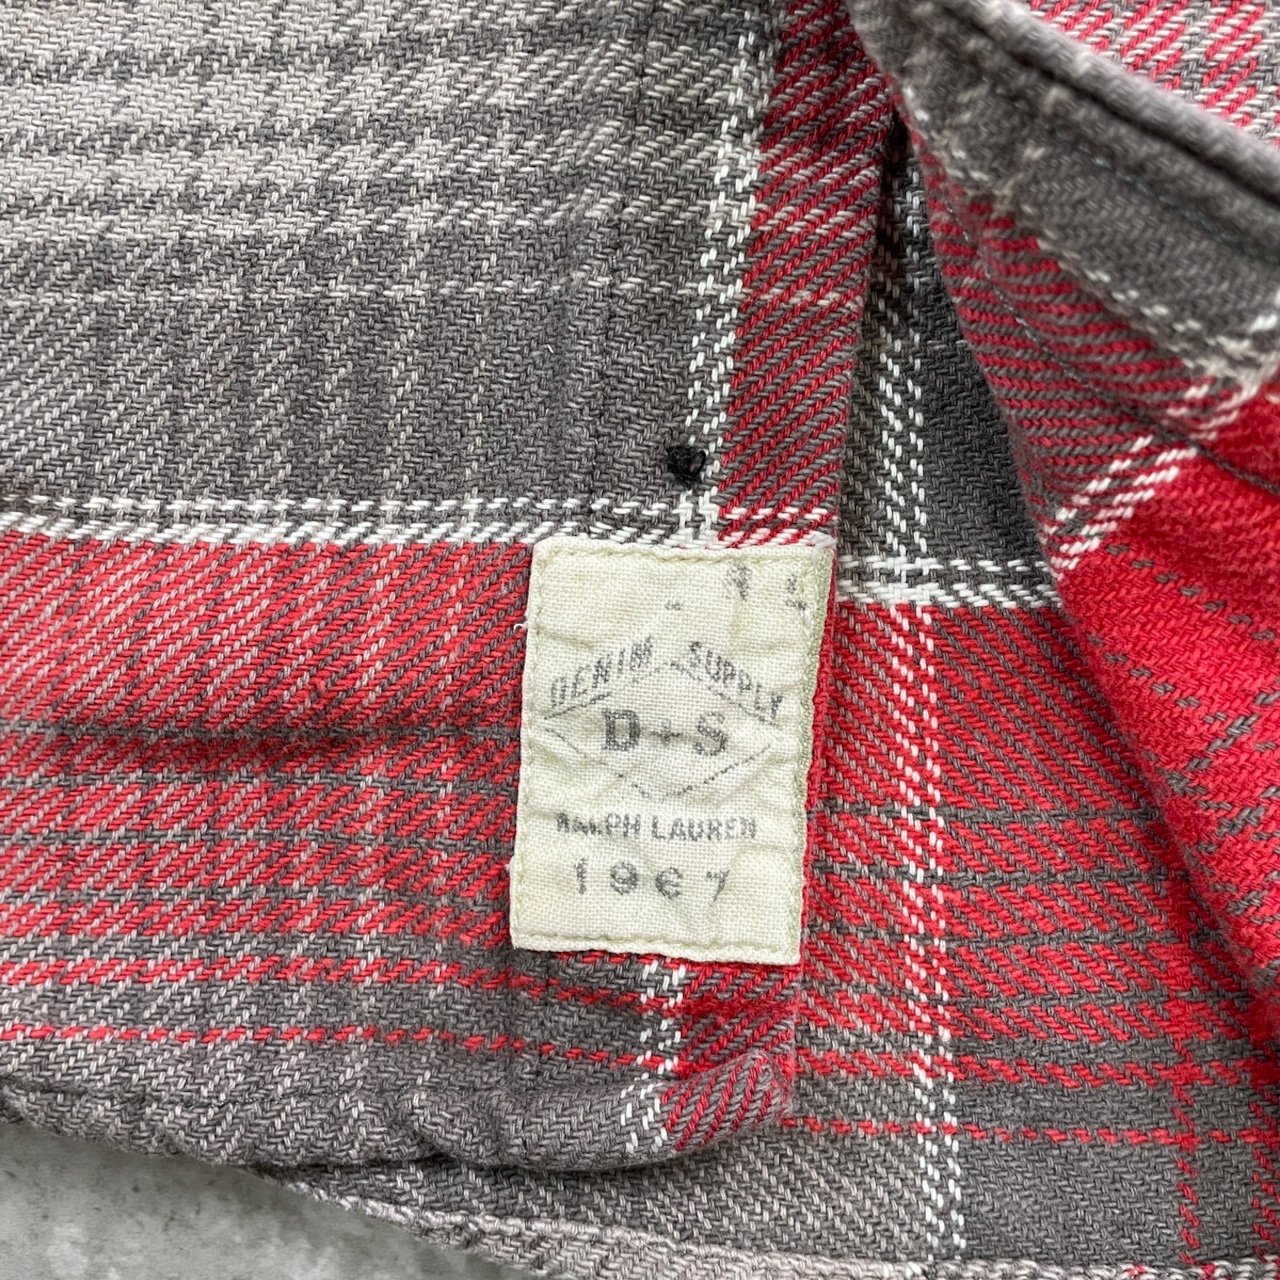 DENIM SUPPLY
D+S
RALPH LAUREN
1967